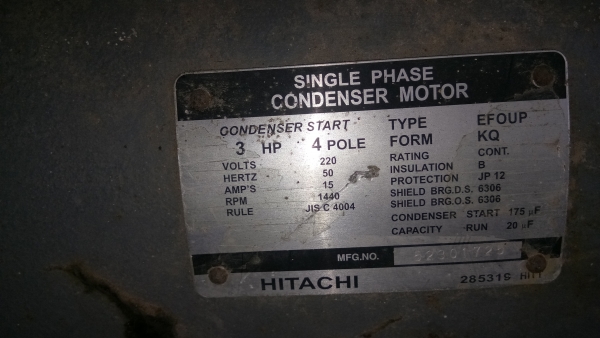 SINGLE PHASE
CONDENSER MOTOR
CONDENSER START TYPE EFOUP
3 HP 4 POLE FORM KQ
VOLTS 220 RATING CONT.
HERTZ 50 INSULATION B
AMP'S 15 PROTECTION JP 12
RPM 1440 SHIELD BRG.D.S. 6306
RULE JIS C 4004 SHIELD BRG.O.S. 6306
CONDENSER START 175 µF
CAPACITY RUN 20 µF
MFG.NO.
HITACHI 285319 HITI